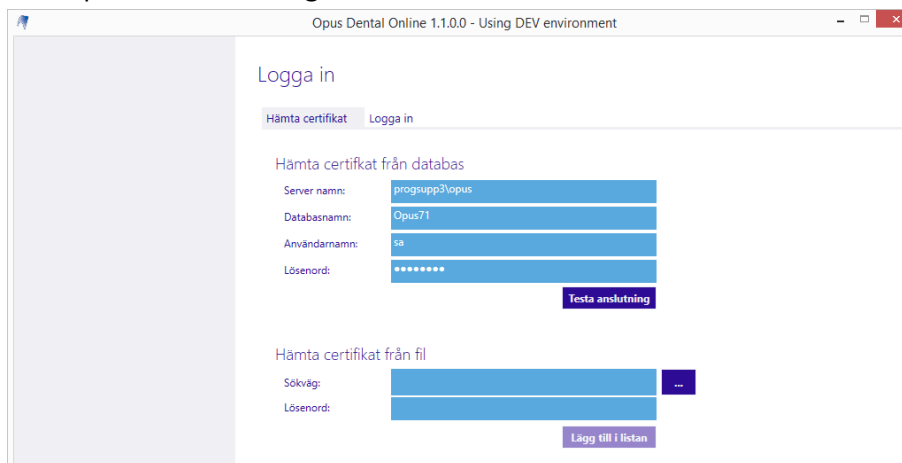 Opus Dental Online 1.1.0.0 - Using DEV environment
Logga in
Hämta certifikat Logga in
Hämta certifkat från databas
Server namn: progsupp3\opus
Databasnamn: Opus71
Användarnamn: sa
Lösenord: ●●●●●●●●
Testa anslutning
Hämta certifikat från fil
Sökväg: ...
Lösenord:
Lägg till i listan